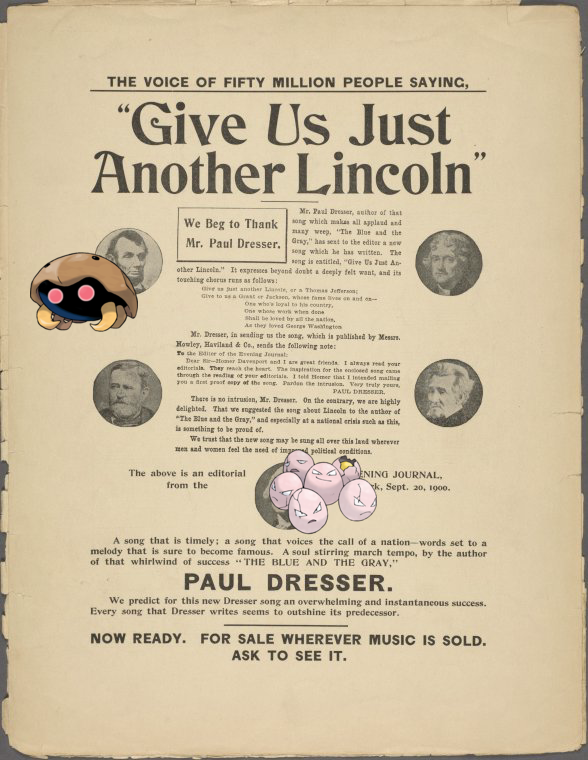 THE VOICE OF FIFTY MILLION PEOPLE SAYING,
"Give Us Just
Another Lincoln"
We Beg to Thank
Mr. Paul Dresser.
Mr. Paul Dresser, author of that
song which makes all applaud and
many weep, "The Blue and the
Gray," has sent to the editor a new
song which he has written. The
song is entitled, "Give Us Just An-
other Lincoln." It expresses beyond doubt a deeply felt want, and its
touching chorus runs as follows:
Give us just another Lincoln, or a Thomas Jefferson;
Give to us a Grant or Jackson, whose fame lives on and on—
One who's loyal to his country,
One whose work when done
Shall be loved by all the nation,
As they loved George Washington.
Mr. Dresser, in sending us the song, which is published by Messrs.
Howley, Haviland & Co., sends the following note:
To the Editor of the Evening Journal:
Dear Sir—Homer Davenport and I are great friends. I always read your
editorials. They reach the heart. The inspiration for the enclosed song came
through the reading of your editorials. I told Homer that I intended mailing
you a first proof copy of the song. Pardon the intrusion. Very truly yours,
PAUL DRESSER.
There is no intrusion, Mr. Dresser. On the contrary, we are highly
delighted. That we suggested the song about Lincoln to the author of
"The Blue and the Gray," and especially at a national crisis such as this,
is something to be proud of.
We trust that the new song may be sung all over this land wherever
men and women feel the need of political conditions.
The above is an editorial ENING JOURNAL,
from the rk, Sept. 20, 1900.
A song that is timely; a song that voices the call of a nation—words set to a
melody that is sure to become famous. A soul stirring march tempo, by the author
of that whirlwind of success "THE BLUE AND THE GRAY,"
PAUL DRESSER.
We predict for this new Dresser song an overwhelming and instantaneous success.
Every song that Dresser writes seems to outshine its predecessor.
NOW READY. FOR SALE WHEREVER MUSIC IS SOLD.
ASK TO SEE IT.